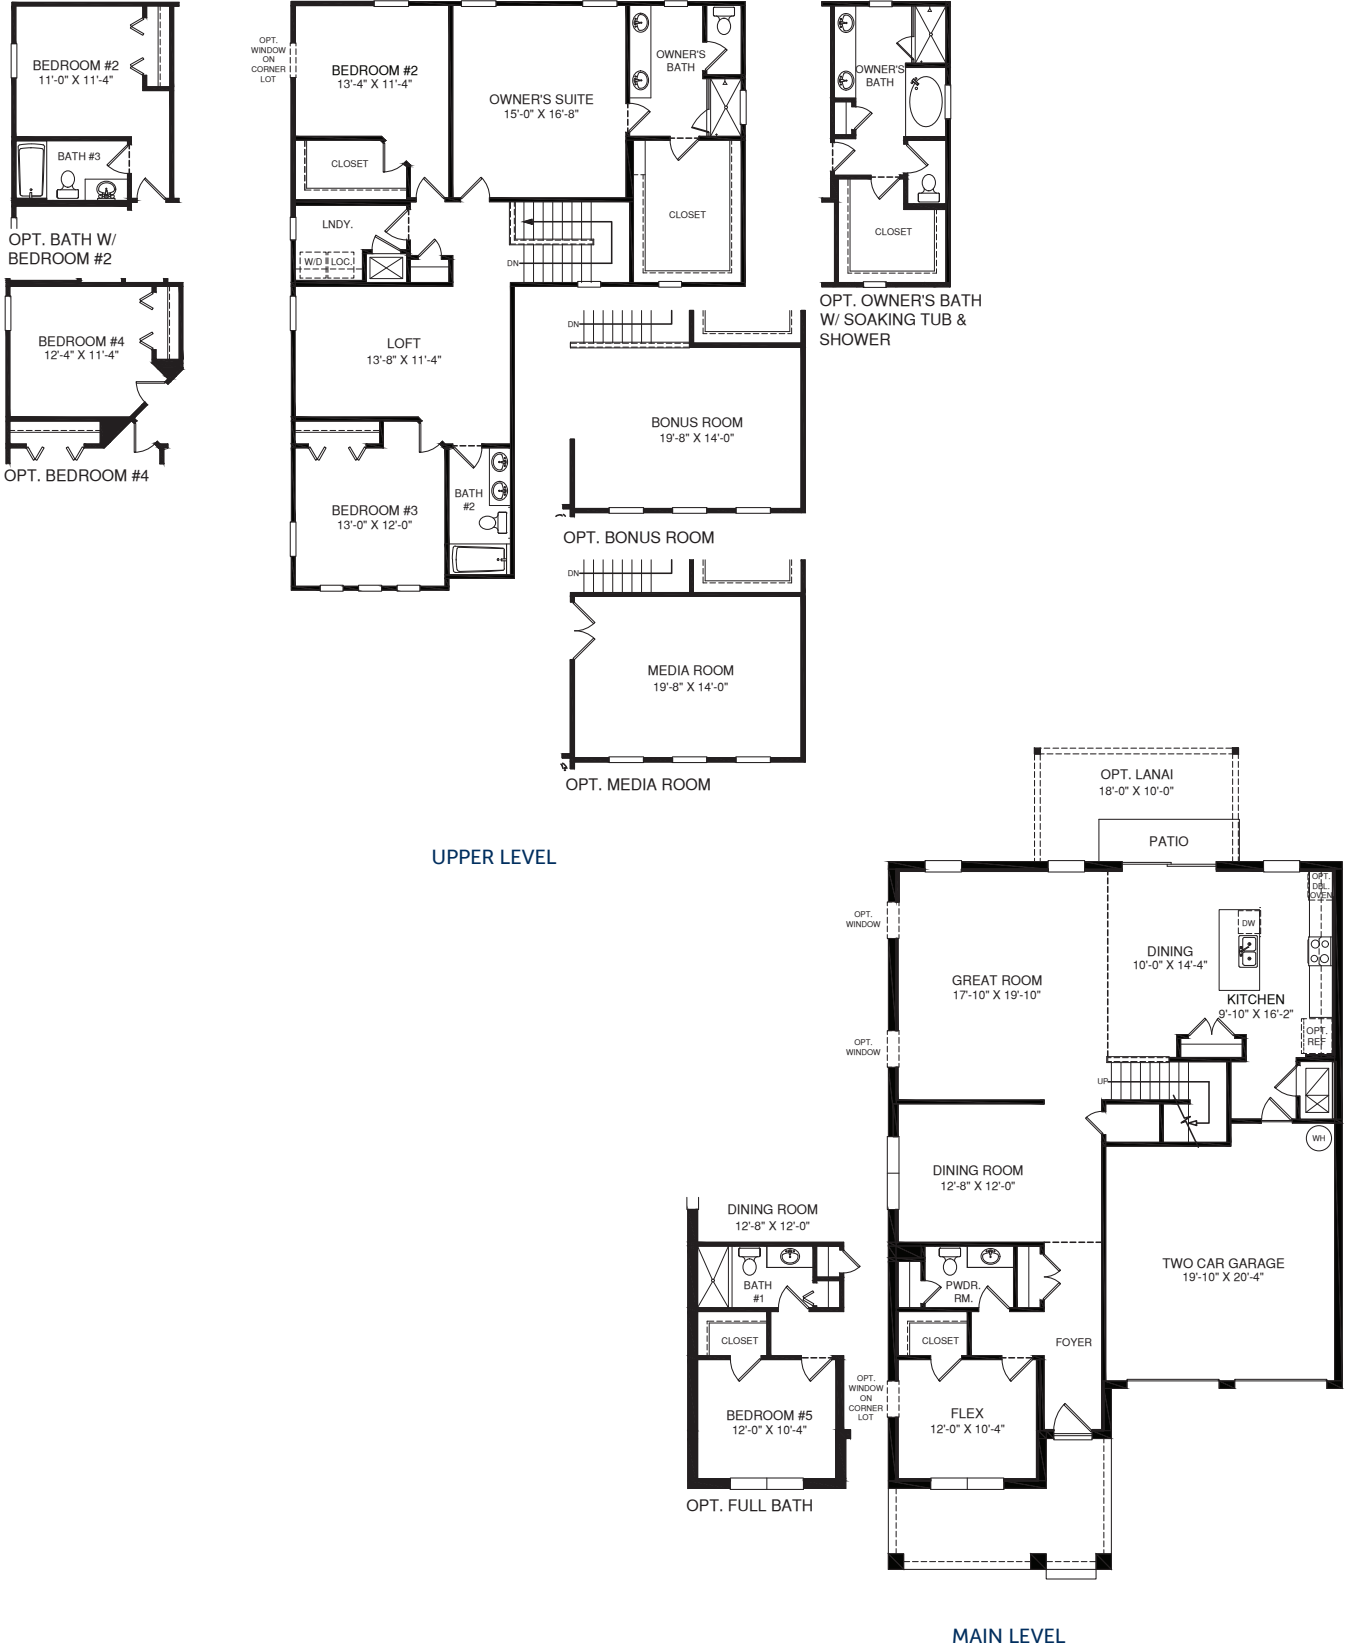 BEDROOM #2
11'-0" X 11'-4"
BATH #3
OPT. BATH W/
BEDROOM #2
BEDROOM #4
12'-4" X 11'-4"
OPT. BEDROOM #4
OPT.
WINDOW
ON
CORNER
LOT
BEDROOM #2
13'-4" X 11'-4"
CLOSET
OWNER'S SUITE
15'-0" X 16'-8"
OWNER'S
BATH
CLOSET
LNDY.
W/D
LOC.
DN
LOFT
13'-8" X 11'-4"
BEDROOM #3
13'-0" X 12'-0"
BATH
#2
OWNER'S
BATH
CLOSET
OPT. OWNER'S BATH
W/ SOAKING TUB &
SHOWER
DN
BONUS ROOM
19'-8" X 14'-0"
OPT. BONUS ROOM
DN
MEDIA ROOM
19'-8" X 14'-0"
OPT. MEDIA ROOM
UPPER LEVEL
OPT. LANAI
18'-0" X 10'-0"
PATIO
OPT.
DBL.
OVEN
OPT.
WINDOW
DW
DINING
10'-0" X 14'-4"
GREAT ROOM
17'-10" X 19'-10"
KITCHEN
9'-10" X 16'-2"
OPT.
REF
OPT.
WINDOW
UP
WH
DINING ROOM
12'-8" X 12'-0"
TWO CAR GARAGE
19'-10" X 20'-4"
PWDR.
RM.
CLOSET
FOYER
OPT.
WINDOW
ON
CORNER
LOT
FLEX
12'-0" X 10'-4"
DINING ROOM
12'-8" X 12'-0"
BATH
#1
CLOSET
BEDROOM #5
12'-0" X 10'-4"
OPT. FULL BATH
MAIN LEVEL